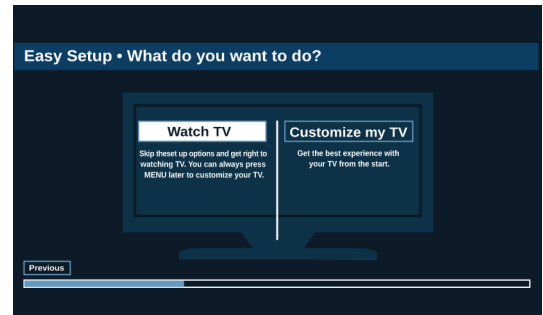 Easy Setup • What do you want to do?
Watch TV
Skip theset up options and get right to
watching TV. You can always press
MENU later to customize your TV.
Customize my TV
Get the best experience with
your TV from the start.
Previous